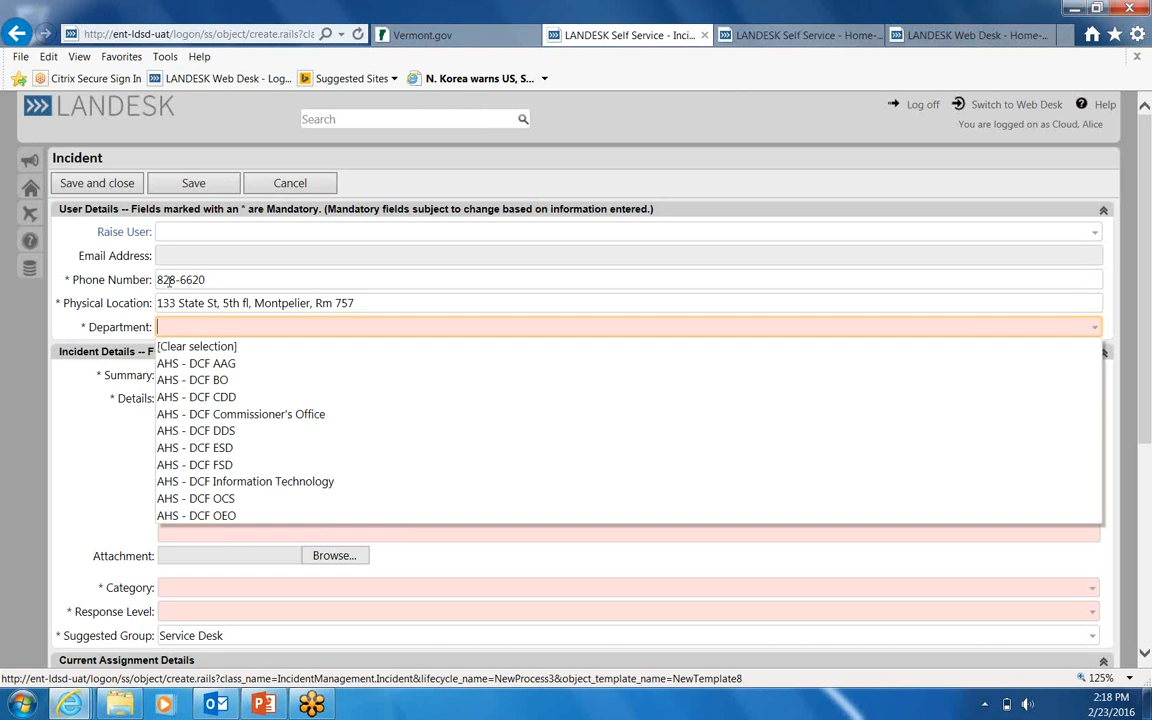 http://ent-ldsd-uat/logon/ss/object/create.rails?cla
Vermont.gov
LANDESK Self Service - Inci...
LANDESK Self Service - Home-...
LANDESK Web Desk - Home-...
File Edit View Favorites Tools Help
Citrix Secure Sign In
LANDESK Web Desk - Log...
Suggested Sites
N. Korea warns US, S...
LANDESK
Search
Log off
Switch to Web Desk
Help
You are logged on as Cloud, Alice
Incident
Save and close
Save
Cancel
User Details -- Fields marked with an * are Mandatory. (Mandatory fields subject to change based on information entered.)
Raise User:
Email Address:
* Phone Number: 828-6620
* Physical Location: 133 State St, 5th fl, Montpelier, Rm 757
* Department:
[Clear selection]
Incident Details -- F
AHS - DCF AAG
* Summary:
AHS - DCF BO
* Details:
AHS - DCF CDD
AHS - DCF Commissioner's Office
AHS - DCF DDS
AHS - DCF ESD
AHS - DCF FSD
AHS - DCF Information Technology
AHS - DCF OCS
AHS - DCF OEO
Attachment:
Browse...
* Category:
* Response Level:
* Suggested Group: Service Desk
Current Assignment Details
http://ent-ldsd-uat/logon/ss/object/create.rails?class_name=IncidentManagement.Incident&lifecycle_name=NewProcess3&object_template_name=NewTemplate8
125%
2:18 PM
2/23/2016